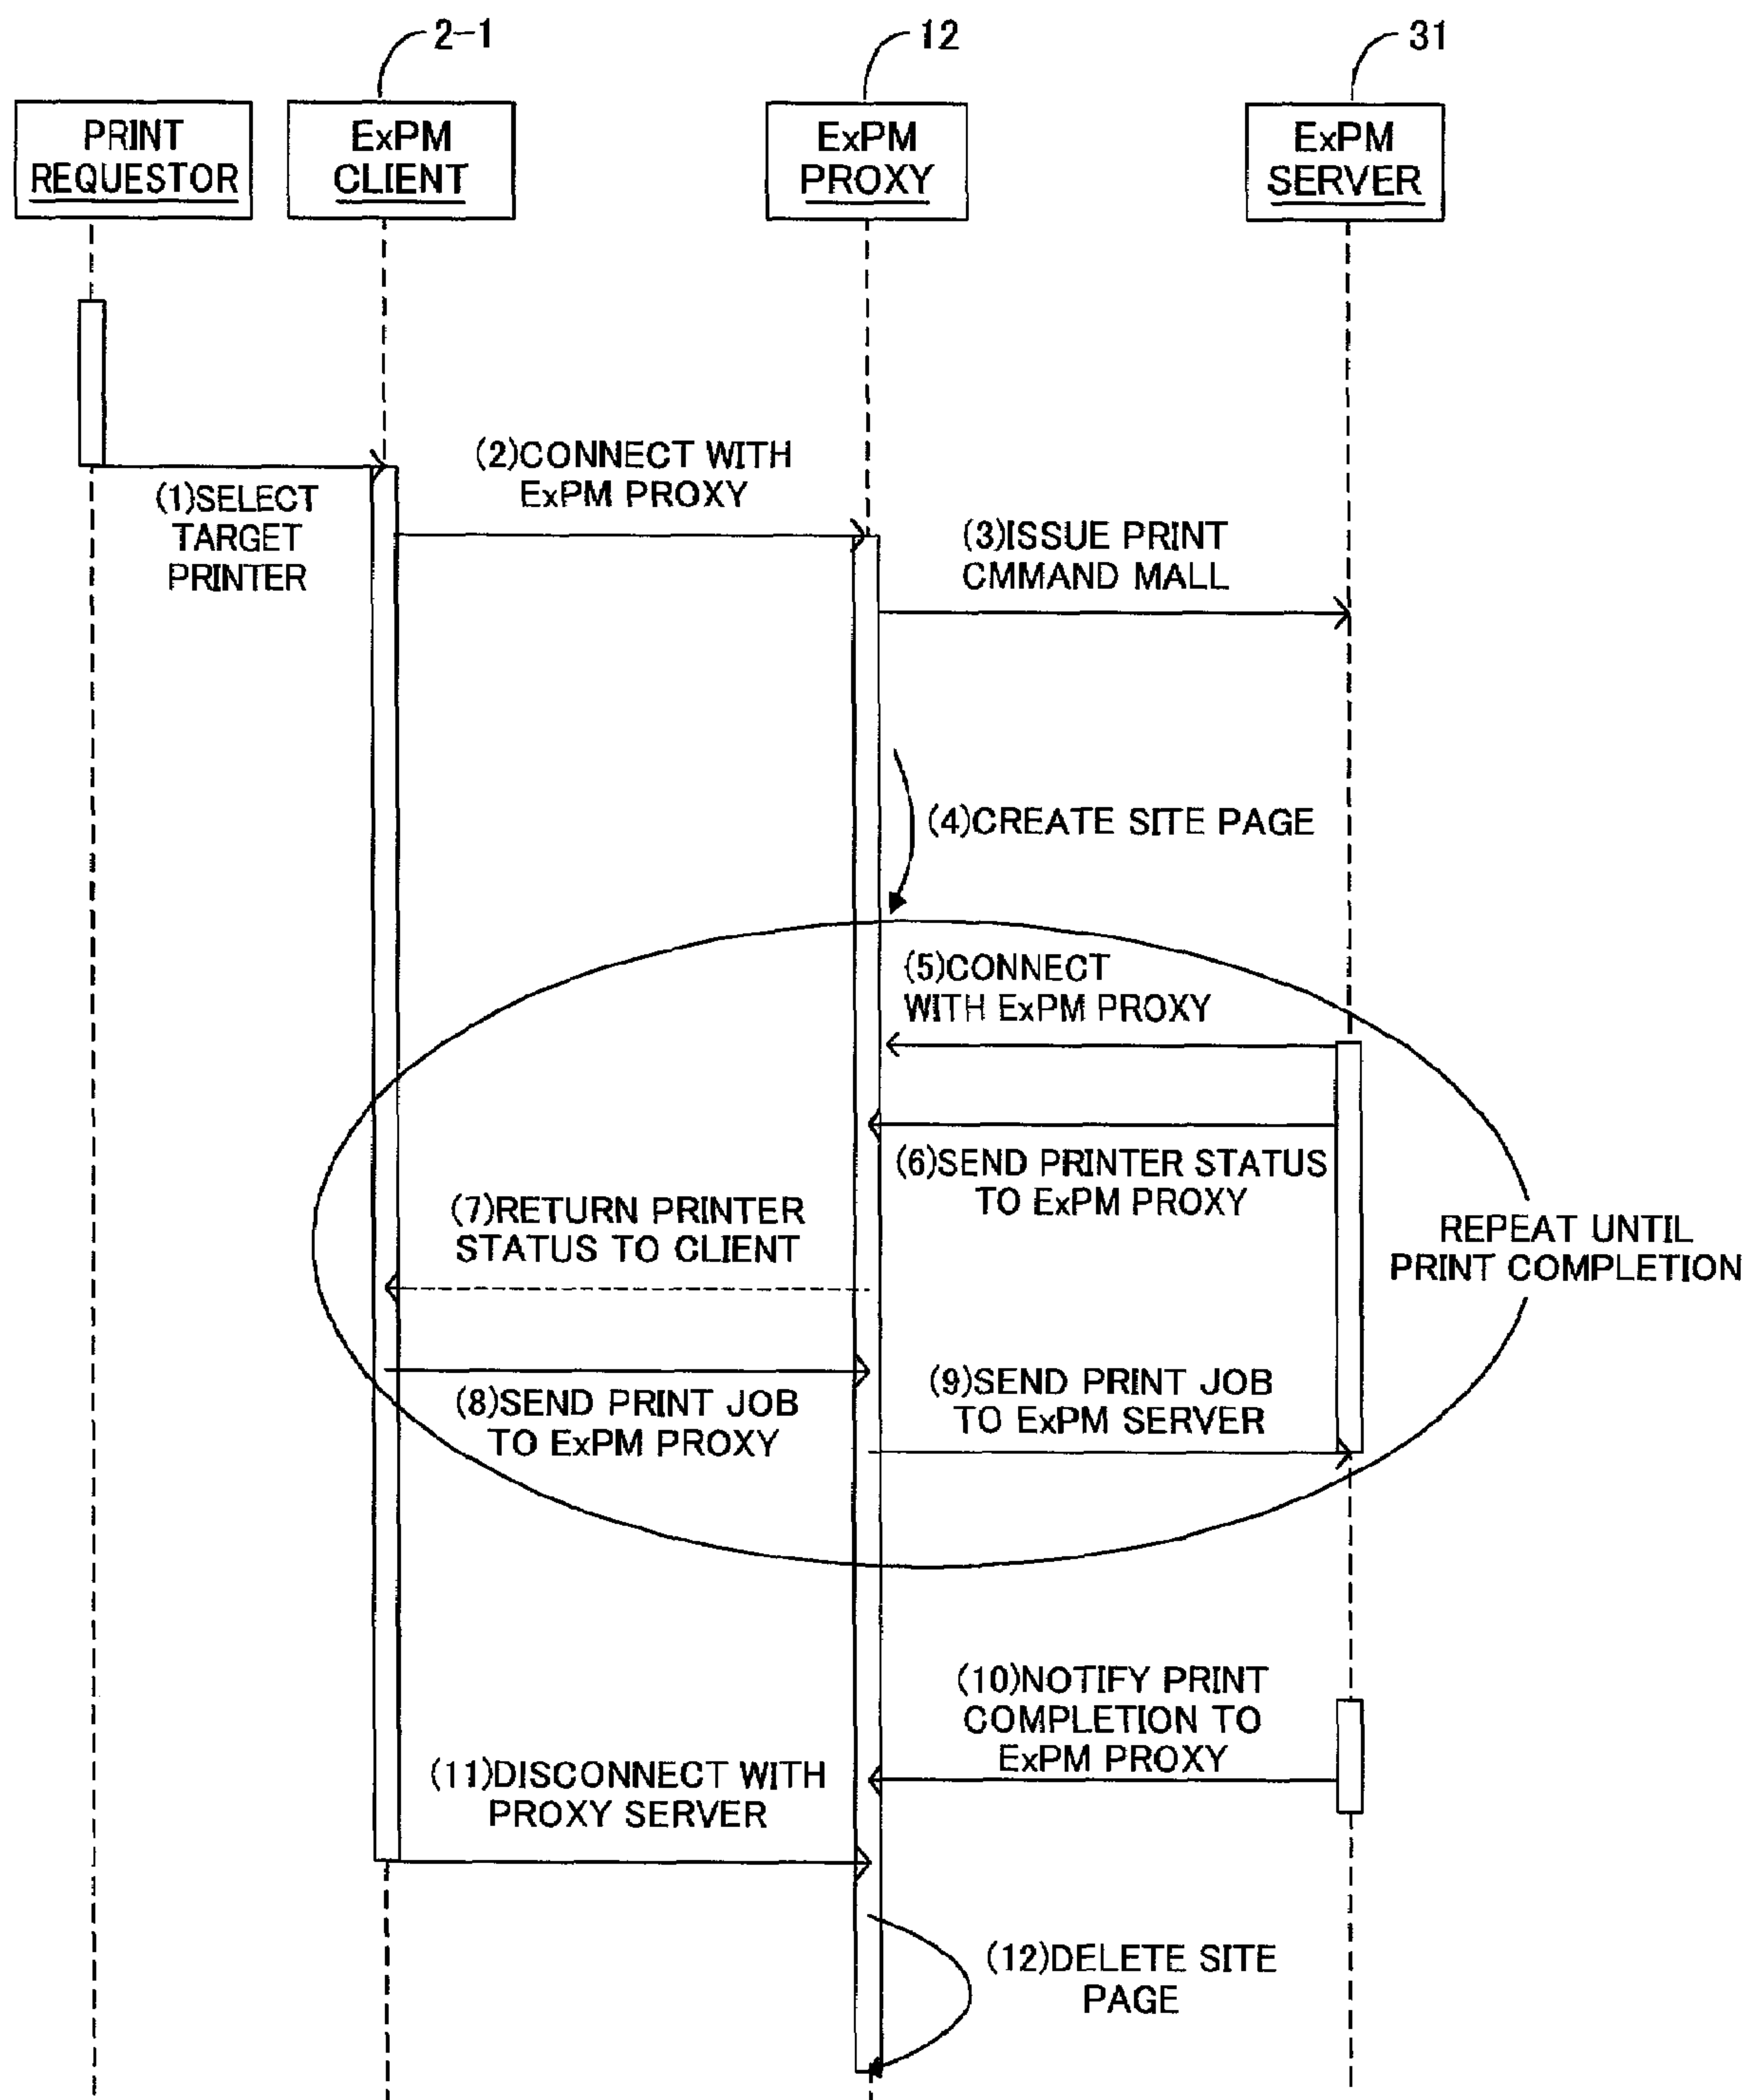 2-1
12
31
PRINT
REQUESTOR
ExPM
CLIENT
ExPM
PROXY
ExPM
SERVER
(1)SELECT
TARGET
PRINTER
(2)CONNECT WITH
ExPM PROXY
(3)ISSUE PRINT
CMMAND MALL
(4)CREATE SITE PAGE
(5)CONNECT
WITH ExPM PROXY
(6)SEND PRINTER STATUS
TO ExPM PROXY
(7)RETURN PRINTER
STATUS TO CLIENT
REPEAT UNTIL
PRINT COMPLETION
(8)SEND PRINT JOB
TO ExPM PROXY
(9)SEND PRINT JOB
TO ExPM SERVER
(10)NOTIFY PRINT
COMPLETION TO
ExPM PROXY
(11)DISCONNECT WITH
PROXY SERVER
(12)DELETE SITE
PAGE